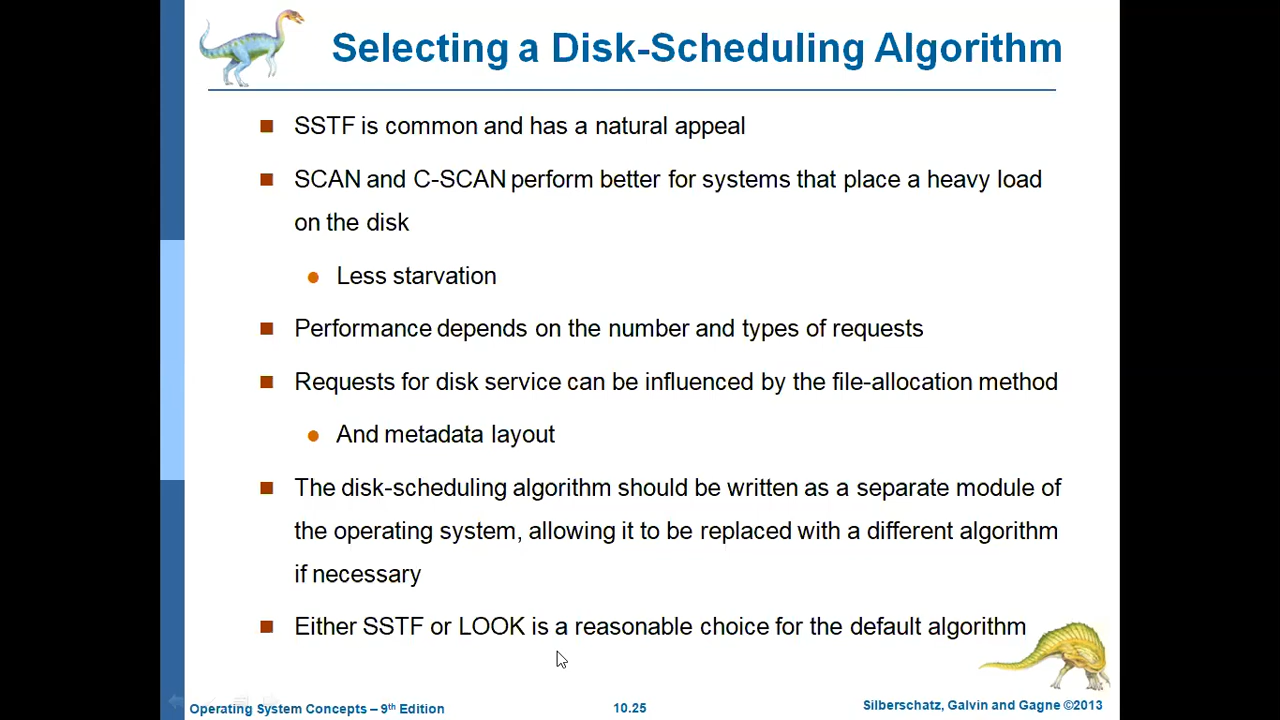 Selecting a Disk-Scheduling Algorithm
SSTF is common and has a natural appeal
SCAN and C-SCAN perform better for systems that place a heavy load
on the disk
Less starvation
Performance depends on the number and types of requests
Requests for disk service can be influenced by the file-allocation method
And metadata layout
The disk-scheduling algorithm should be written as a separate module of
the operating system, allowing it to be replaced with a different algorithm
if necessary
Either SSTF or LOOK is a reasonable choice for the default algorithm
Operating System Concepts – 9th Edition
10.25
Silberschatz, Galvin and Gagne ©2013